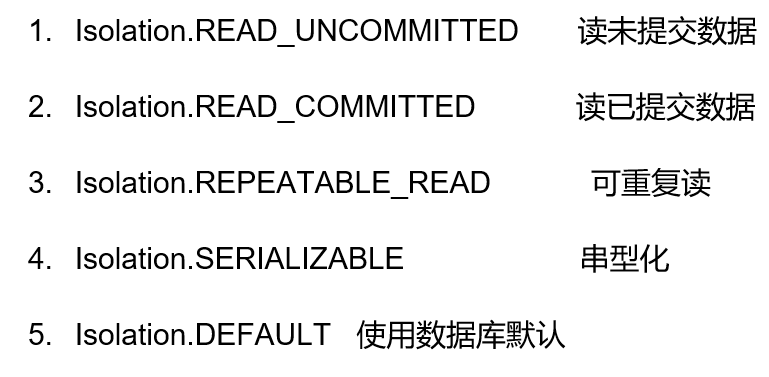 1. Isolation.READ_UNCOMMITTED 读未提交数据
2. Isolation.READ_COMMITTED 读已提交数据
3. Isolation.REPEATABLE_READ 可重复读
4. Isolation.SERIALIZABLE 串型化
5. Isolation.DEFAULT 使用数据库默认